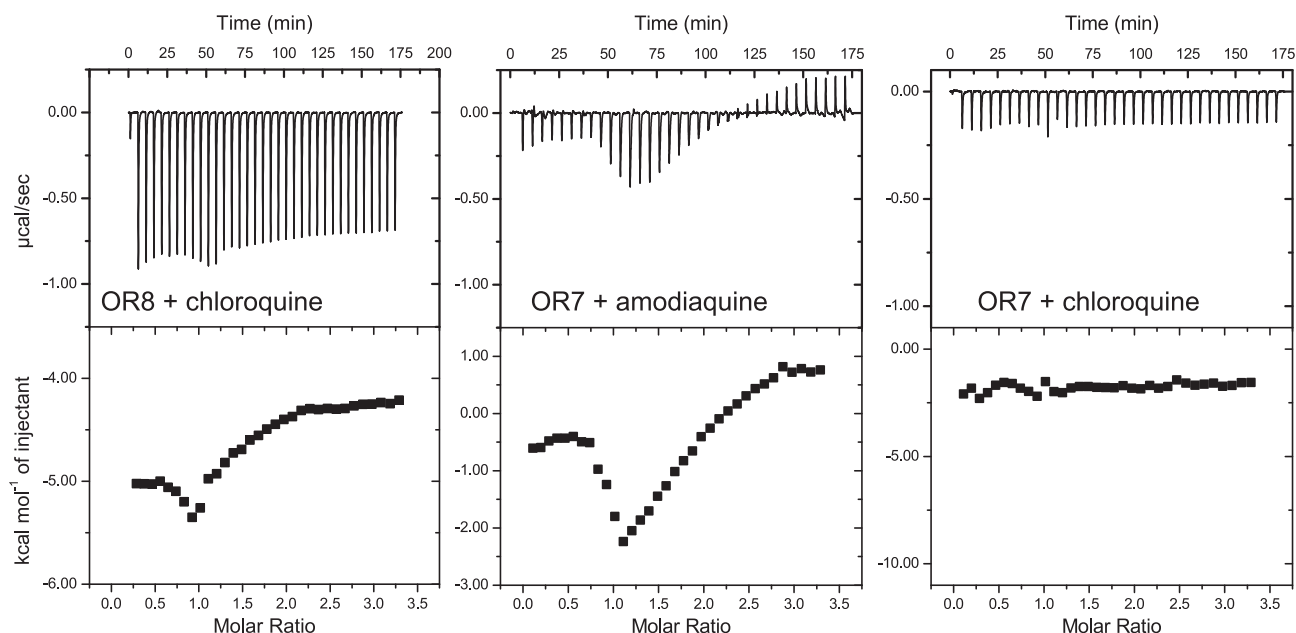 Time (min)
0 25 50 75 100 125 150 175 200
0.00
-0.50
-1.00
µcal/sec
OR8 + chloroquine
-4.00
-5.00
-6.00
kcal mol⁻¹ of injectant
0.0 0.5 1.0 1.5 2.0 2.5 3.0 3.5
Molar Ratio
Time (min)
0 25 50 75 100 125 150 175
0.00
-0.50
-1.00
OR7 + amodiaquine
1.00
0.00
-1.00
-2.00
-3.00
0.0 0.5 1.0 1.5 2.0 2.5 3.0 3.5
Molar Ratio
Time (min)
0 25 50 75 100 125 150 175
0.00
-0.50
-1.00
OR7 + chloroquine
0.00
-5.00
-10.00
0.0 0.5 1.0 1.5 2.0 2.5 3.0 3.5
Molar Ratio